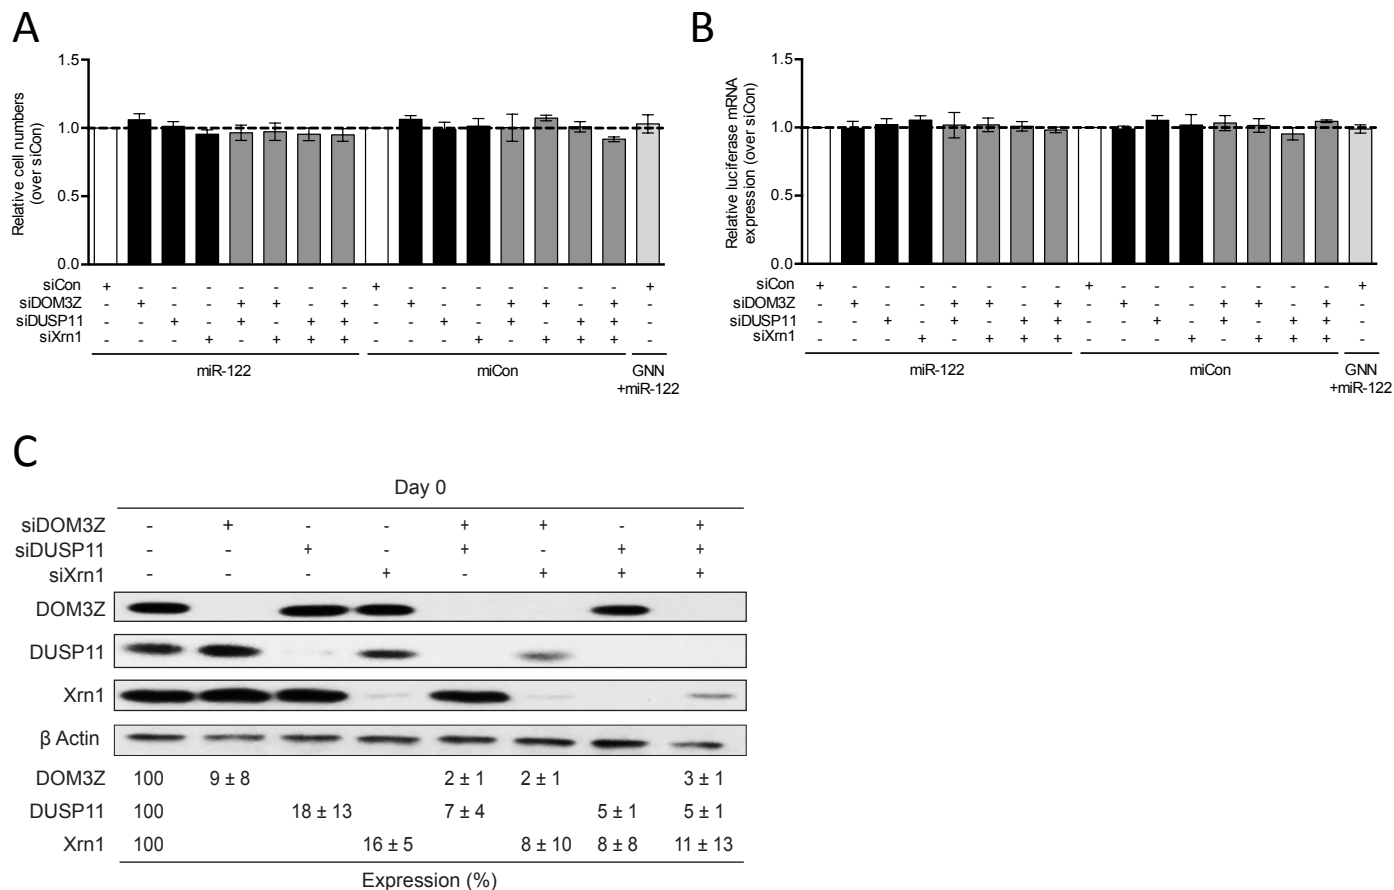 A
Relative cell numbers
(over siCon)
1.5
1.0
0.5
0.0
siCon + - - - - - - - + - - - - - - - +
siDOM3Z - + - - + + - + - + - - + + - + -
siDUSP11 - - + - + - + + - - + - + - + + -
siXrn1 - - - + - + + + - - - + - + + + -
miR-122 miCon GNN
+miR-122
B
Relative luciferase mRNA
expression (over siCon)
1.5
1.0
0.5
0.0
siCon + - - - - - - - + - - - - - - - +
siDOM3Z - + - - + + - + - + - - + + - + -
siDUSP11 - - + - + - + + - - + - + - + + -
siXrn1 - - - + - + + + - - - + - + + + -
miR-122 miCon GNN
+miR-122
C
Day 0
siDOM3Z - + - - + + - +
siDUSP11 - - + - + - + +
siXrn1 - - - + - + + +
DOM3Z
DUSP11
Xrn1
β Actin
DOM3Z 100 9 ± 8 2 ± 1 2 ± 1 3 ± 1
DUSP11 100 18 ± 13 7 ± 4 5 ± 1 5 ± 1
Xrn1 100 16 ± 5 8 ± 10 8 ± 8 11 ± 13
Expression (%)